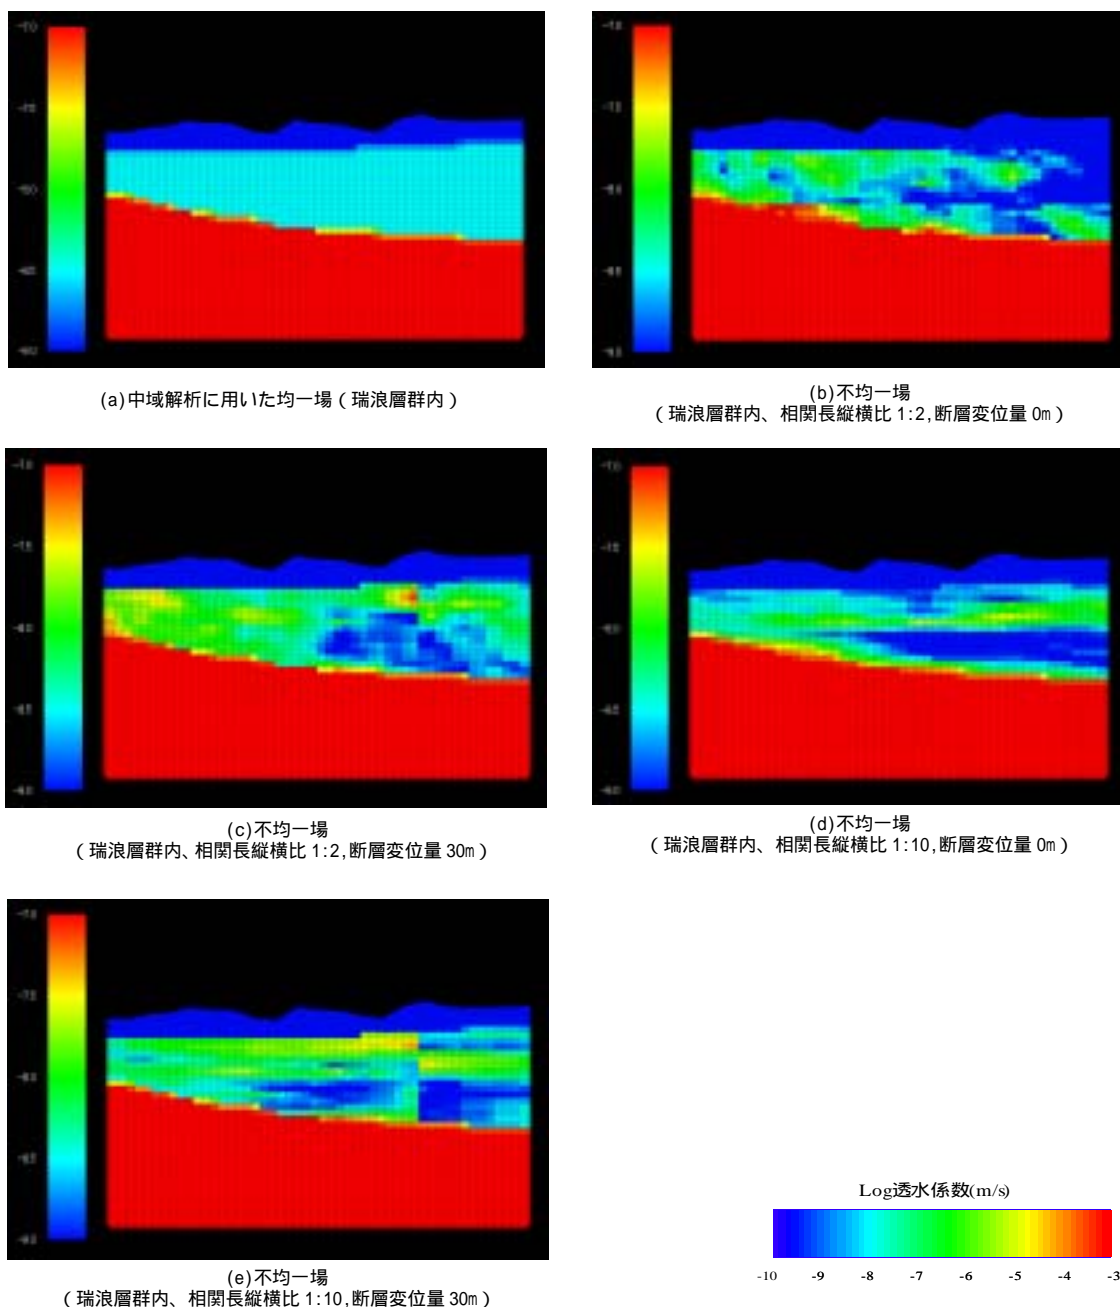 (a)中域解析に用いた均一場（瑞浪層群内）
(b)不均一場
（瑞浪層群内、相関長縦横比 1:2,断層変位量 0m）
(c)不均一場
（瑞浪層群内、相関長縦横比 1:2,断層変位量 30m）
(d)不均一場
（瑞浪層群内、相関長縦横比 1:10,断層変位量 0m）
(e)不均一場
（瑞浪層群内、相関長縦横比 1:10,断層変位量 30m）
Log透水係数(m/s)
-10 -9 -8 -7 -6 -5 -4 -3